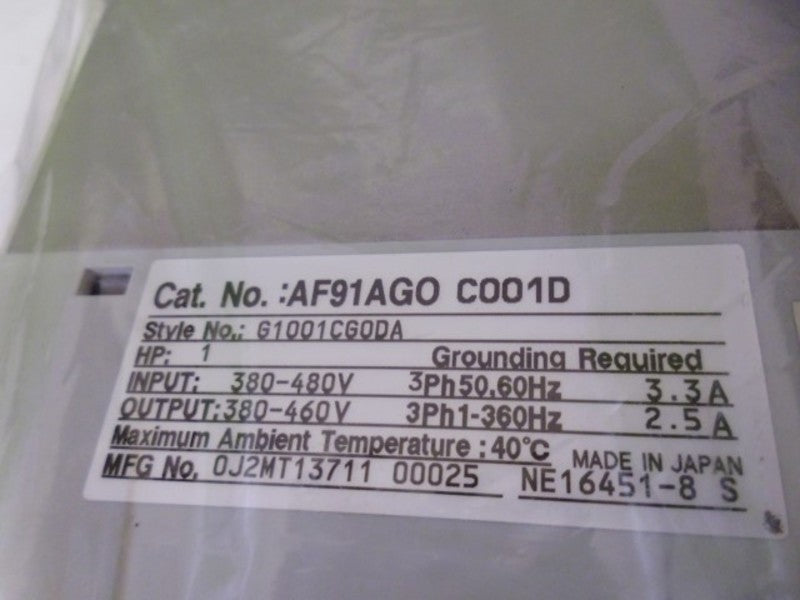 Cat. No. :AF91AGO C001D
Style No.: G1001CG0DA
HP: 1 Grounding Required
INPUT: 380-480V 3Ph50,60Hz 3.3A
OUTPUT:380-460V 3Ph1-360Hz 2.5A
Maximum Ambient Temperature : 40°C
MADE IN JAPAN
MFG No. 0J2MT13711 00025 NE16451-8 S